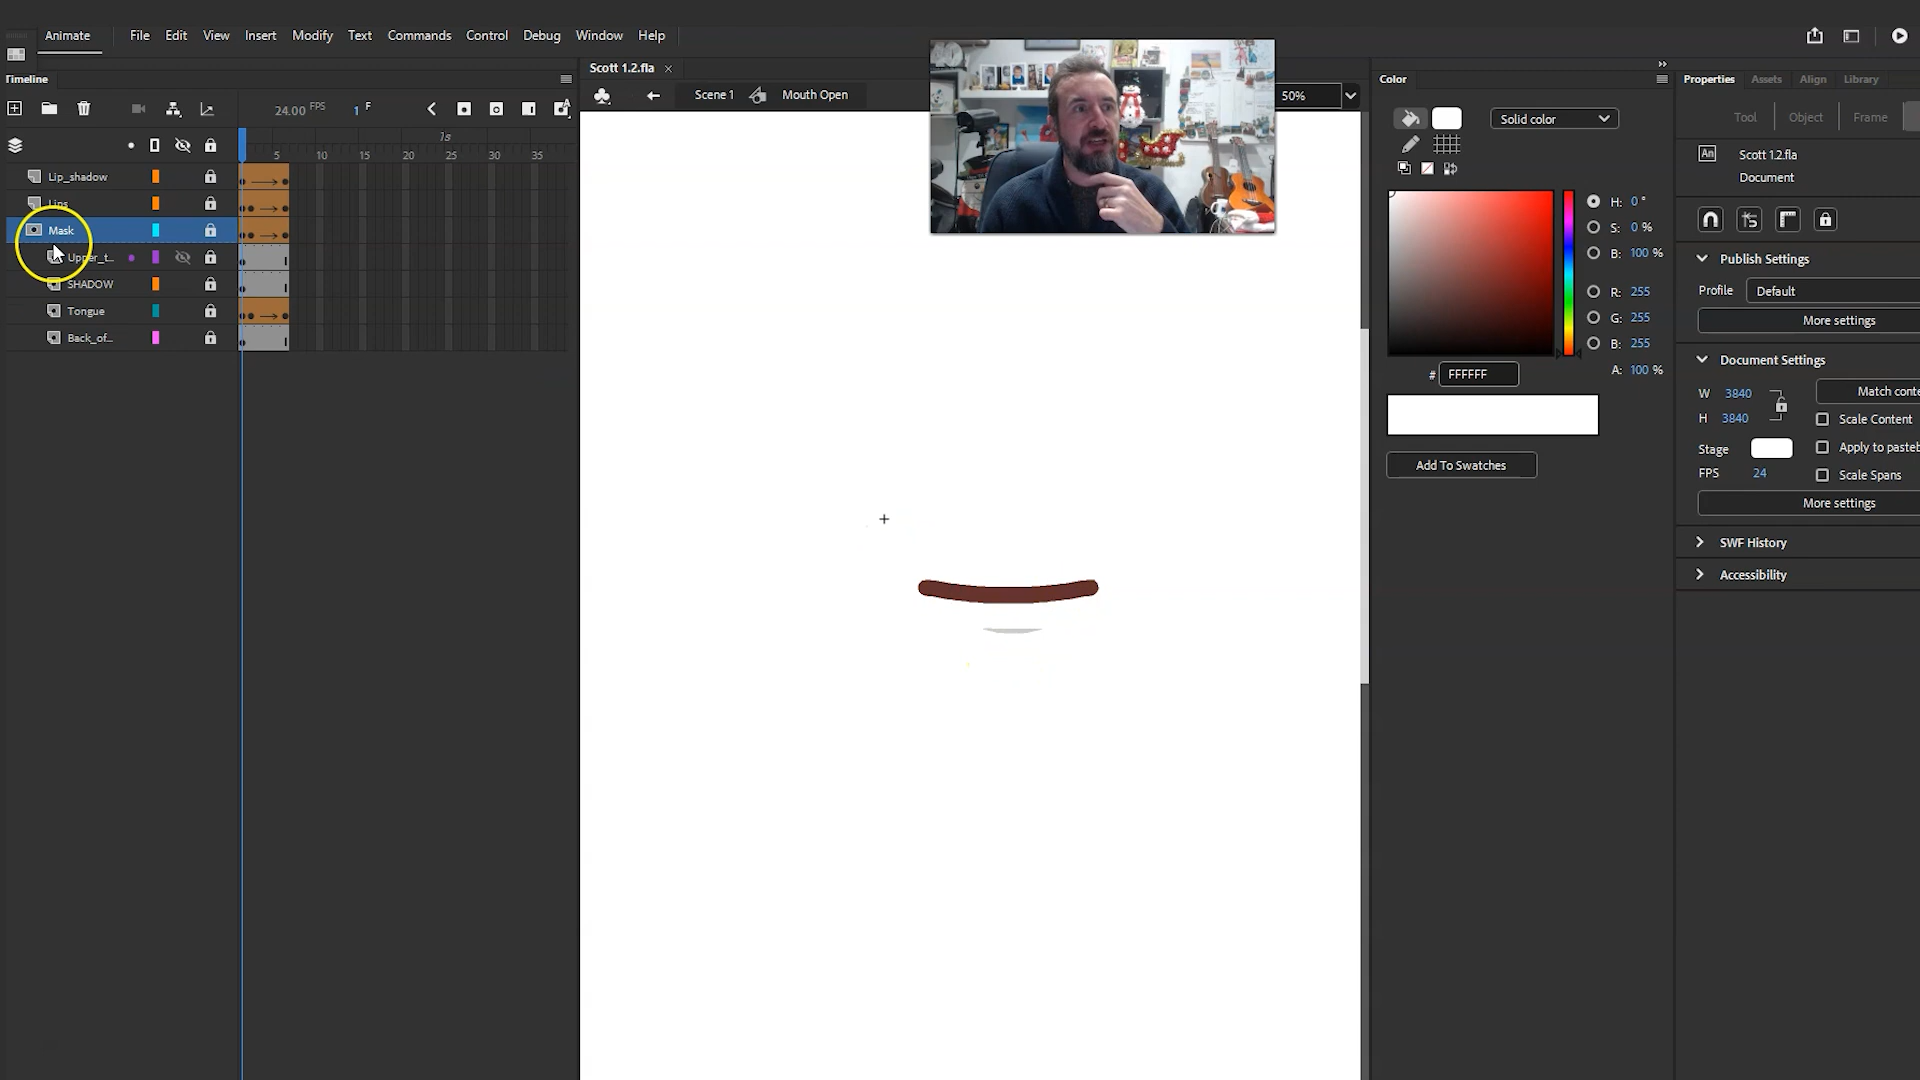 Animate File Edit View Insert Modify Text Commands Control Debug Window Help
Timeline
Scott 1.2.fla
Color
Properties Assets Align Library
24.00 FPS 1 F
Scene 1 Mouth Open
50%
Solid color
Tool Object Frame
1s
5 10 15 20 25 30 35
Lip_shadow
Lips
Mask
Upper_t...
SHADOW
Tongue
Back_of...
H: 0 °
S: 0 %
B: 100 %
R: 255
G: 255
B: 255
A: 100 %
# FFFFFF
Add To Swatches
An Scott 1.2.fla
Document
Publish Settings
Profile Default
More settings
Document Settings
W 3840
H 3840
Match conte
Scale Content
Stage
Apply to pasteb
FPS 24
Scale Spans
More settings
SWF History
Accessibility